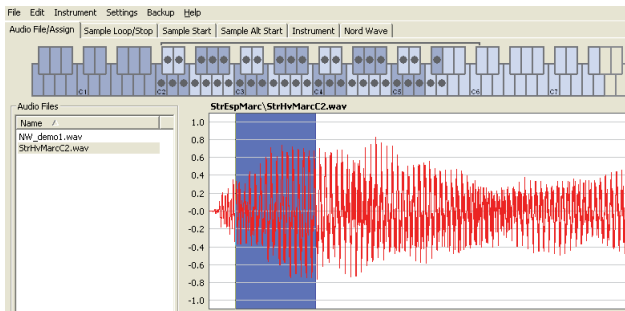 File Edit Instrument Settings Backup Help
Audio File/Assign Sample Loop/Stop Sample Start Sample Alt Start Instrument Nord Wave
C1 C2 C3 C4 C5 C6 C7
Audio Files
Name
NW_demo1.wav
StrHvMarcC2.wav
StrEspMarc\StrHvMarcC2.wav
1.0
0.8
0.6
0.4
0.2
-0.0
-0.2
-0.4
-0.6
-0.8
-1.0